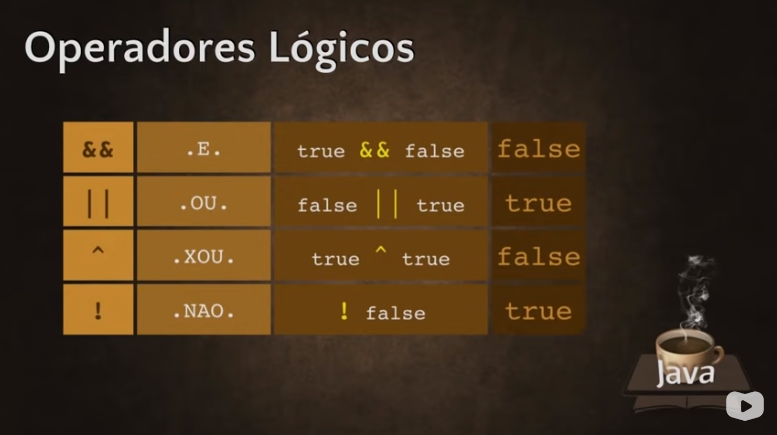 Operadores Lógicos
&& .E. true && false false
|| .OU. false || true true
^ .XOU. true ^ true false
! .NAO. ! false true
Java